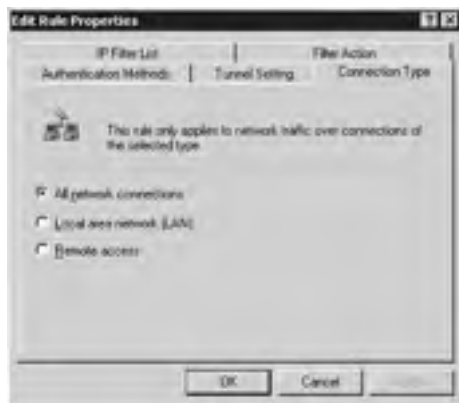 Edit Rule Properties
IP Filter List
Filter Action
Authentication Methods
Tunnel Setting
Connection Type
This rule only applies to network traffic over connections of
the selected type.
All network connections
Local area network (LAN)
Remote access
OK
Cancel